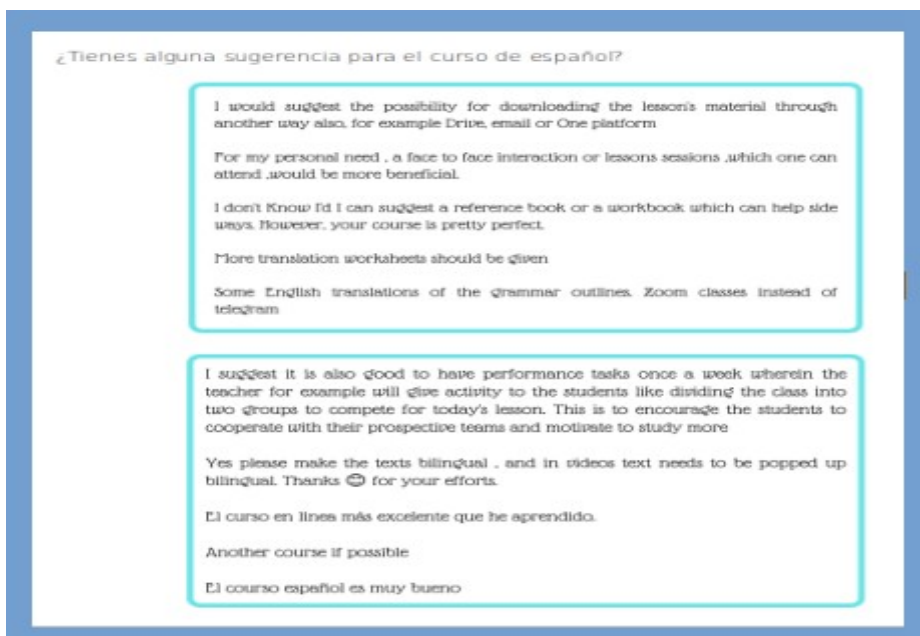 ¿Tienes alguna sugerencia para el curso de español?
I would suggest the possibility for downloading the lesson's material through
another way also, for example Drive, email or One platform
For my personal need , a face to face interaction or lessons sessions ,which one can
attend ,would be more beneficial.
I don't Know I'd I can suggest a reference book or a workbook which can help side
ways. However, your course is pretty perfect.
More translation worksheets should be given
Some English translations of the grammar outlines. Zoom classes instead of
telegram
I suggest it is also good to have performance tasks once a week wherein the
teacher for example will give activity to the students like dividing the class into
two groups to compete for today's lesson. This is to encourage the students to
cooperate with their prospective teams and motivate to study more
Yes please make the texts bilingual , and in videos text needs to be popped up
bilingual. Thanks 😊 for your efforts.
El curso en linea más excelente que he aprendido.
Another course if possible
El courso español es muy bueno